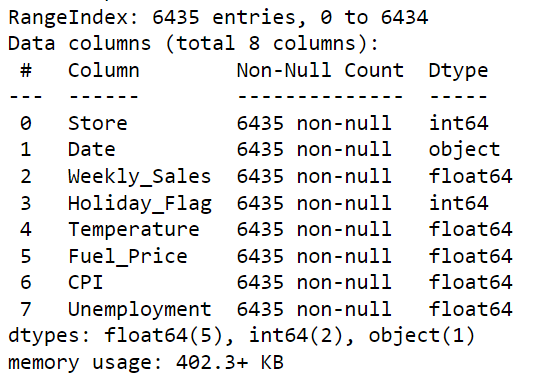 RangeIndex: 6435 entries, 0 to 6434
Data columns (total 8 columns):
 #   Column        Non-Null Count  Dtype
---  ------        --------------  -----
 0   Store         6435 non-null   int64
 1   Date          6435 non-null   object
 2   Weekly_Sales  6435 non-null   float64
 3   Holiday_Flag  6435 non-null   int64
 4   Temperature   6435 non-null   float64
 5   Fuel_Price    6435 non-null   float64
 6   CPI           6435 non-null   float64
 7   Unemployment  6435 non-null   float64
dtypes: float64(5), int64(2), object(1)
memory usage: 402.3+ KB